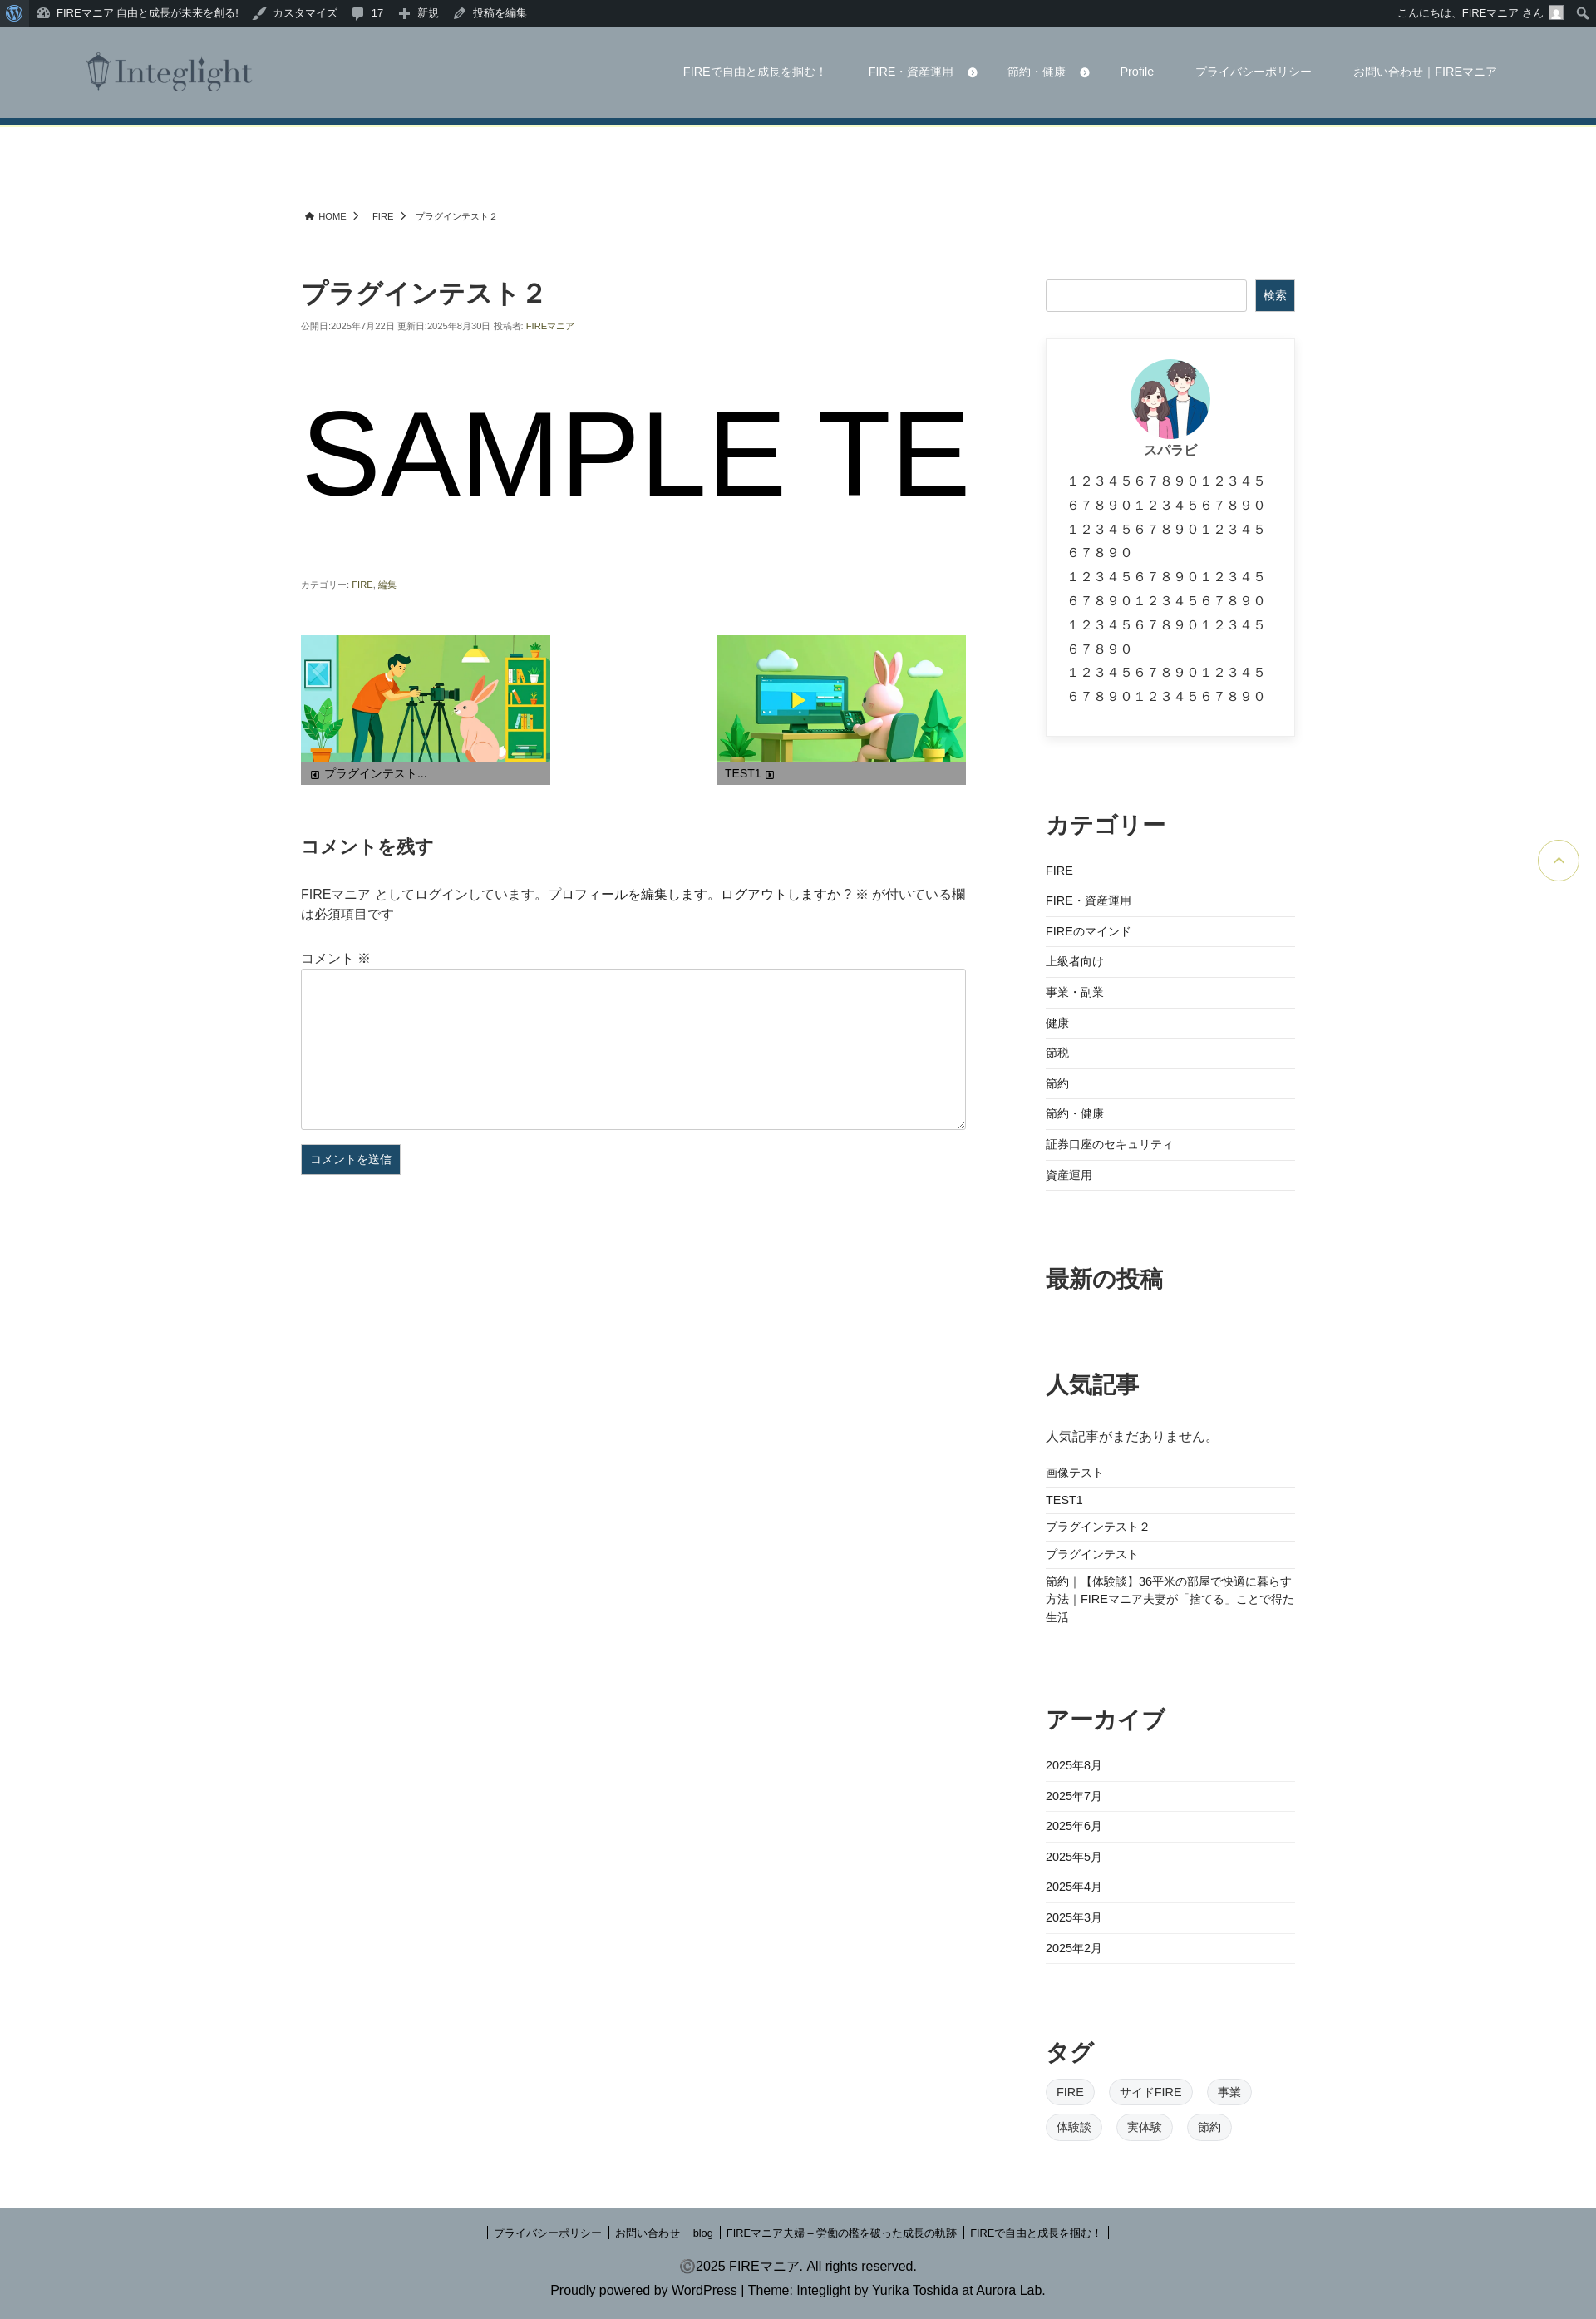 FIREマニア 自由と成長が未来を創る! カスタマイズ 17 新規 投稿を編集 こんにちは、FIREマニア さん
Integlight
FIREで自由と成長を掴む！ FIRE・資産運用 節約・健康 Profile プライバシーポリシー お問い合わせ｜FIREマニア
HOME FIRE プラグインテスト２
プラグインテスト２
公開日:2025年7月22日 更新日:2025年8月30日 投稿者: FIREマニア
SAMPLE TE
カテゴリー: FIRE, 編集
プラグインテスト...
TEST1
コメントを残す
FIREマニア としてログインしています。プロフィールを編集します。ログアウトしますか ? ※ が付いている欄
は必須項目です
コメント ※
コメントを送信
検索
スパラビ
１２３４５６７８９０１２３４５
６７８９０１２３４５６７８９０
１２３４５６７８９０１２３４５
６７８９０
１２３４５６７８９０１２３４５
６７８９０１２３４５６７８９０
１２３４５６７８９０１２３４５
６７８９０
１２３４５６７８９０１２３４５
６７８９０１２３４５６７８９０
カテゴリー
FIRE
FIRE・資産運用
FIREのマインド
上級者向け
事業・副業
健康
節税
節約
節約・健康
証券口座のセキュリティ
資産運用
最新の投稿
人気記事
人気記事がまだありません。
画像テスト
TEST1
プラグインテスト２
プラグインテスト
節約｜【体験談】36平米の部屋で快適に暮らす
方法｜FIREマニア夫妻が「捨てる」ことで得た
生活
アーカイブ
2025年8月
2025年7月
2025年6月
2025年5月
2025年4月
2025年3月
2025年2月
タグ
FIRE サイドFIRE 事業
体験談 実体験 節約
プライバシーポリシー お問い合わせ blog FIREマニア夫婦 – 労働の檻を破った成長の軌跡 FIREで自由と成長を掴む！
©2025 FIREマニア. All rights reserved.
Proudly powered by WordPress | Theme: Integlight by Yurika Toshida at Aurora Lab.